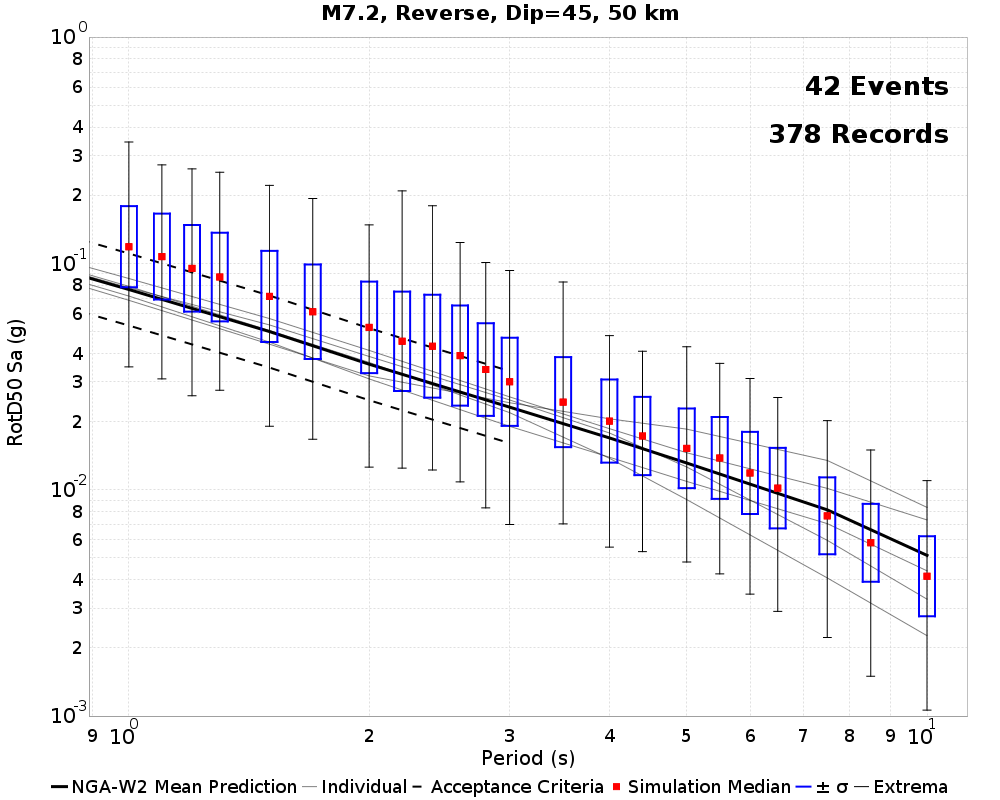 M7.2, Reverse, Dip=45, 50 km
42 Events
378 Records
RotD50 Sa (g)
10^0
8
6
4
3
2
10^-1
8
6
4
3
2
10^-2
8
6
4
3
2
10^-3
9 10^0 2 3 4 5 6 7 8 9 10^1
Period (s)
NGA-W2 Mean Prediction Individual Acceptance Criteria Simulation Median ± σ Extrema